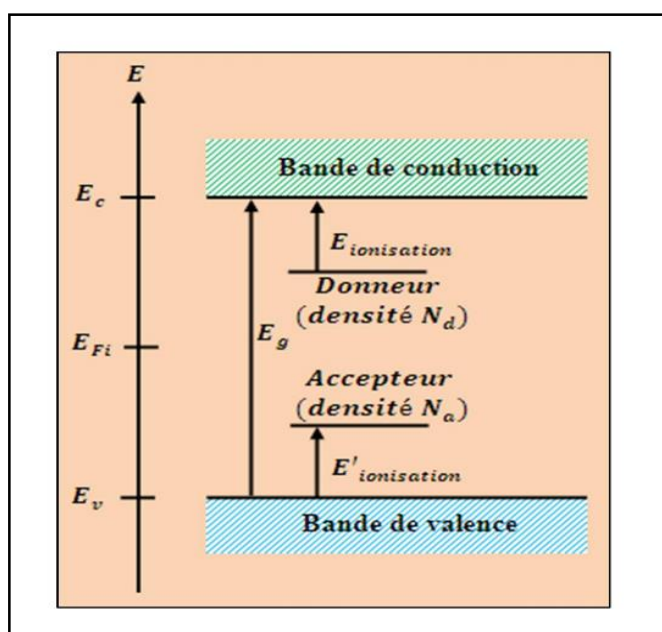 E
Bande de conduction
E_c
E_ionisation
Donneur
(densité N_d)
E_g
E_Fi
Accepteur
(densité N_a)
E'_ionisation
E_v
Bande de valence